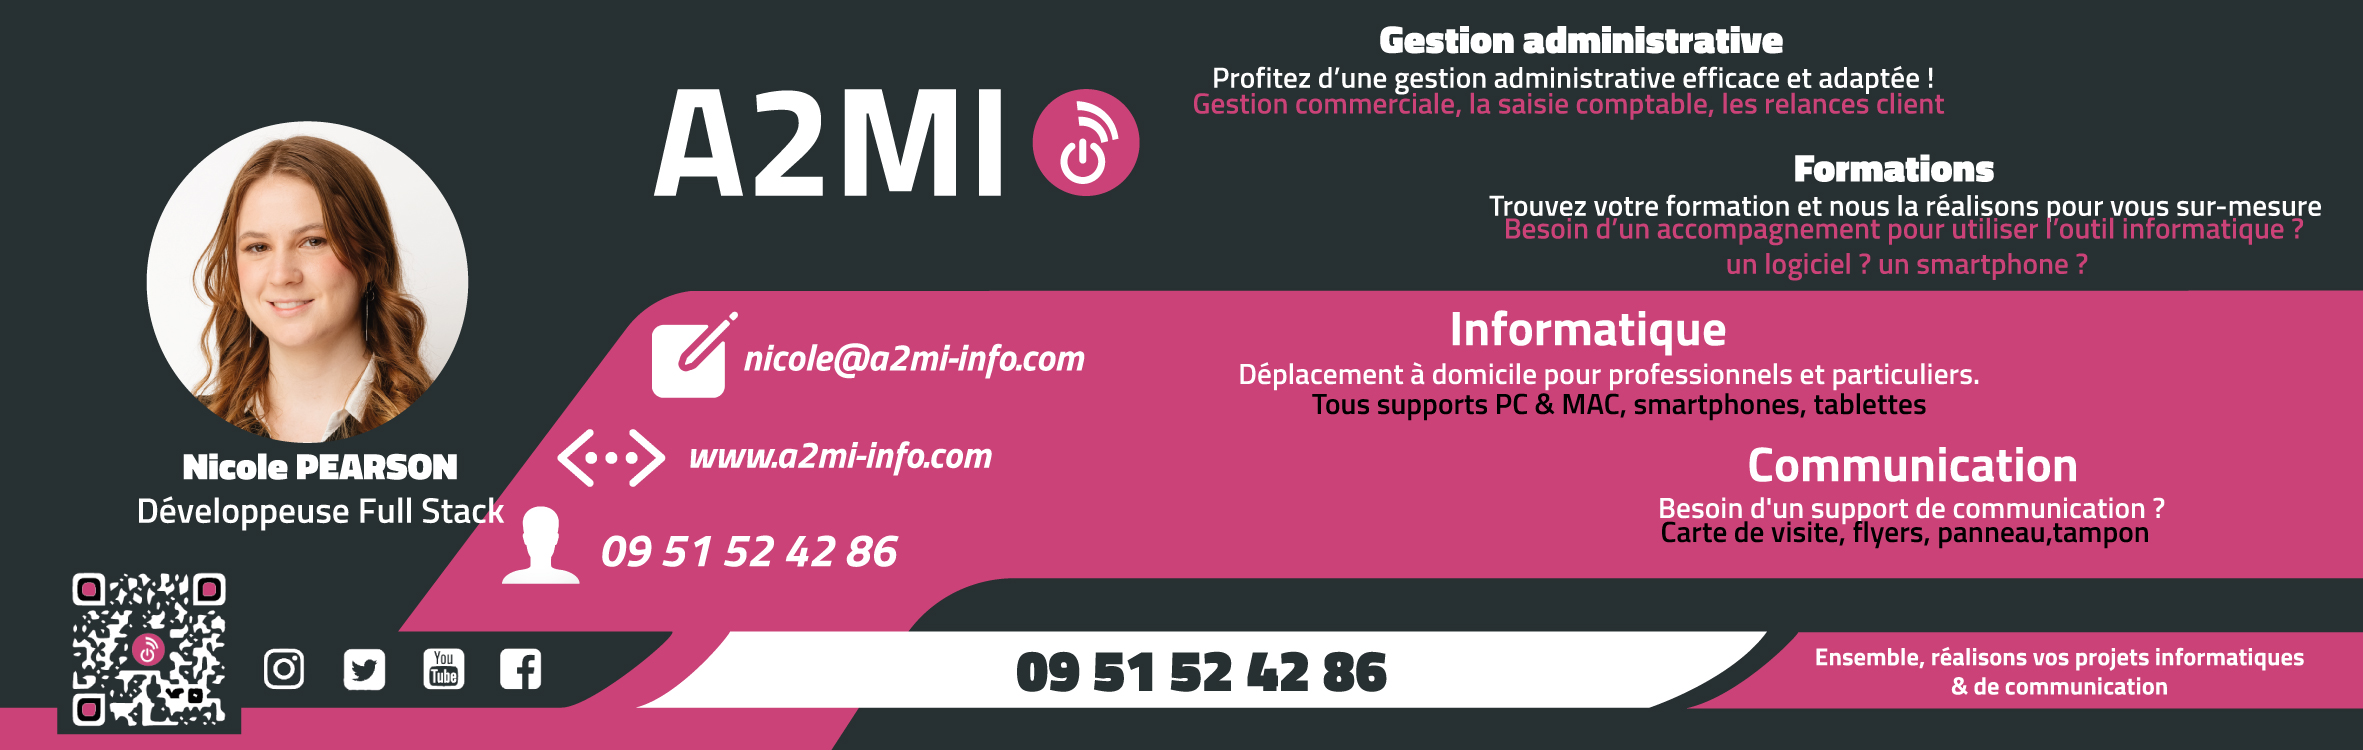 A2MI
Nicole PEARSON
Développeuse Full Stack
nicole@a2mi-info.com
www.a2mi-info.com
09 51 52 42 86
Gestion administrative
Profitez d’une gestion administrative efficace et adaptée !
Gestion commerciale, la saisie comptable, les relances client
Formations
Trouvez votre formation et nous la réalisons pour vous sur-mesure
Besoin d’un accompagnement pour utiliser l’outil informatique ?
un logiciel ? un smartphone ?
Informatique
Déplacement à domicile pour professionnels et particuliers.
Tous supports PC & MAC, smartphones, tablettes
Communication
Besoin d'un support de communication ?
Carte de visite, flyers, panneau,tampon
You
Tube
09 51 52 42 86
Ensemble, réalisons vos projets informatiques
& de communication